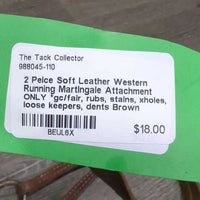 The Tack Collector
988045-110
2 Peice Soft Leather Western
Running Martingale Attachment
ONLY *gc/fair, rubs, stains, xholes,
loose keepers, dents Brown
BEUL6X
$18.00